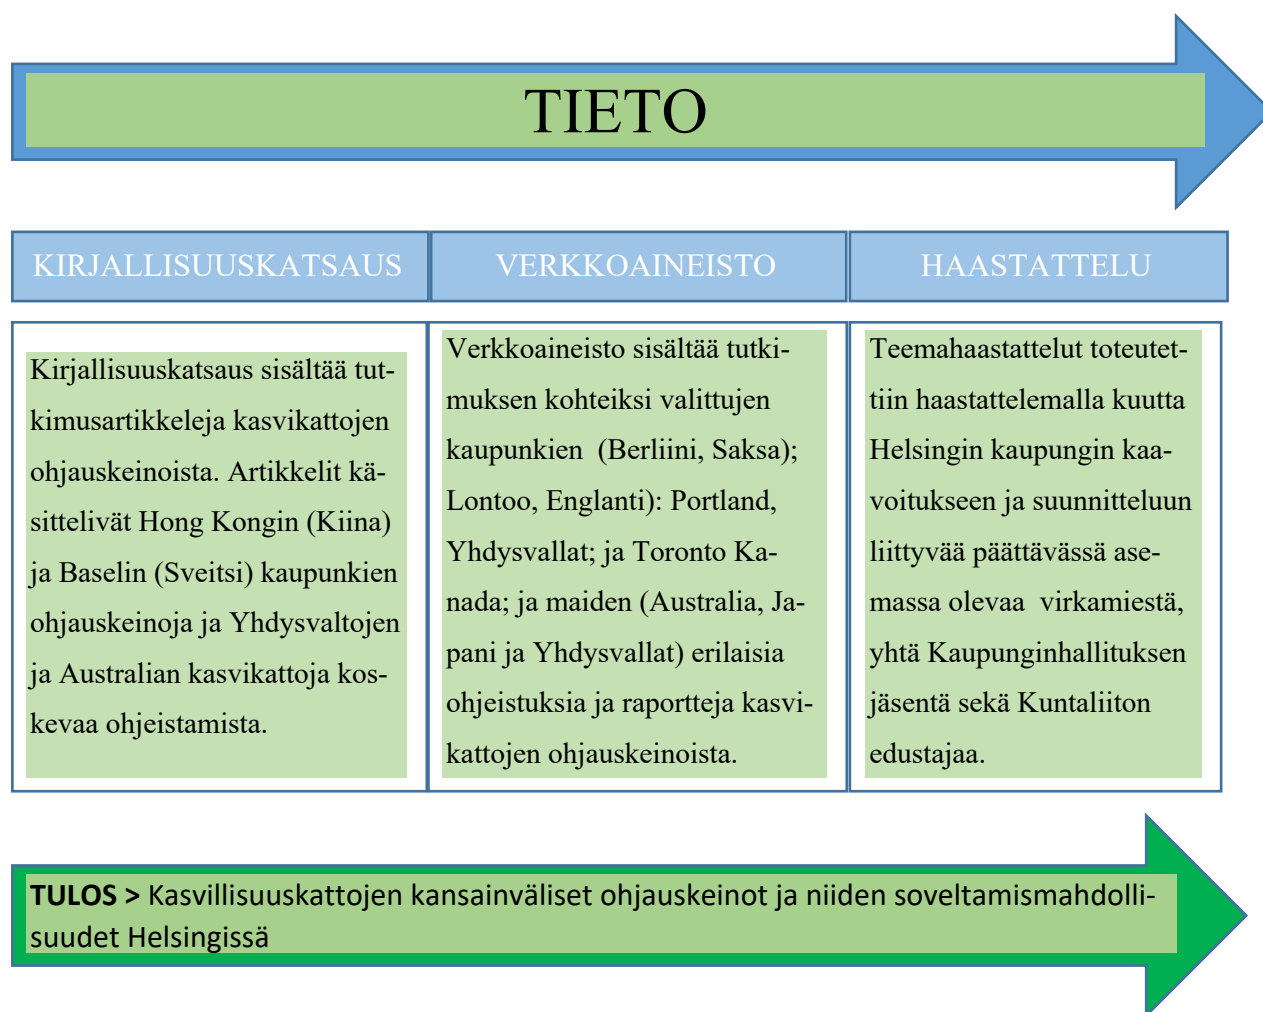 TIETO
KIRJALLISUUSKATSAUS
VERKKOAINEISTO
HAASTATTELU
Kirjallisuuskatsaus sisältää tut-
kimusartikkeleja kasvikattojen
ohjauskeinoista. Artikkelit kä-
sittelivät Hong Kongin (Kiina)
ja Baselin (Sveitsi) kaupunkien
ohjauskeinoja ja Yhdysvaltojen
ja Australian kasvikattoja kos-
kevaa ohjeistamista.
Verkkoaineisto sisältää tutki-
muksen kohteiksi valittujen
kaupunkien  (Berliini, Saksa);
Lontoo, Englanti): Portland,
Yhdysvallat; ja Toronto Ka-
nada; ja maiden (Australia, Ja-
pani ja Yhdysvallat) erilaisia
ohjeistuksia ja raportteja kasvi-
kattojen ohjauskeinoista.
Teemahaastattelut toteutet-
tiin haastattelemalla kuutta
Helsingin kaupungin kaa-
voitukseen ja suunnitteluun
liittyvää päättävässä ase-
massa olevaa  virkamiestä,
yhtä Kaupunginhallituksen
jäsentä sekä Kuntaliiton
edustajaa.
TULOS > Kasvillisuuskattojen kansainväliset ohjauskeinot ja niiden soveltamismahdolli-
suudet Helsingissä